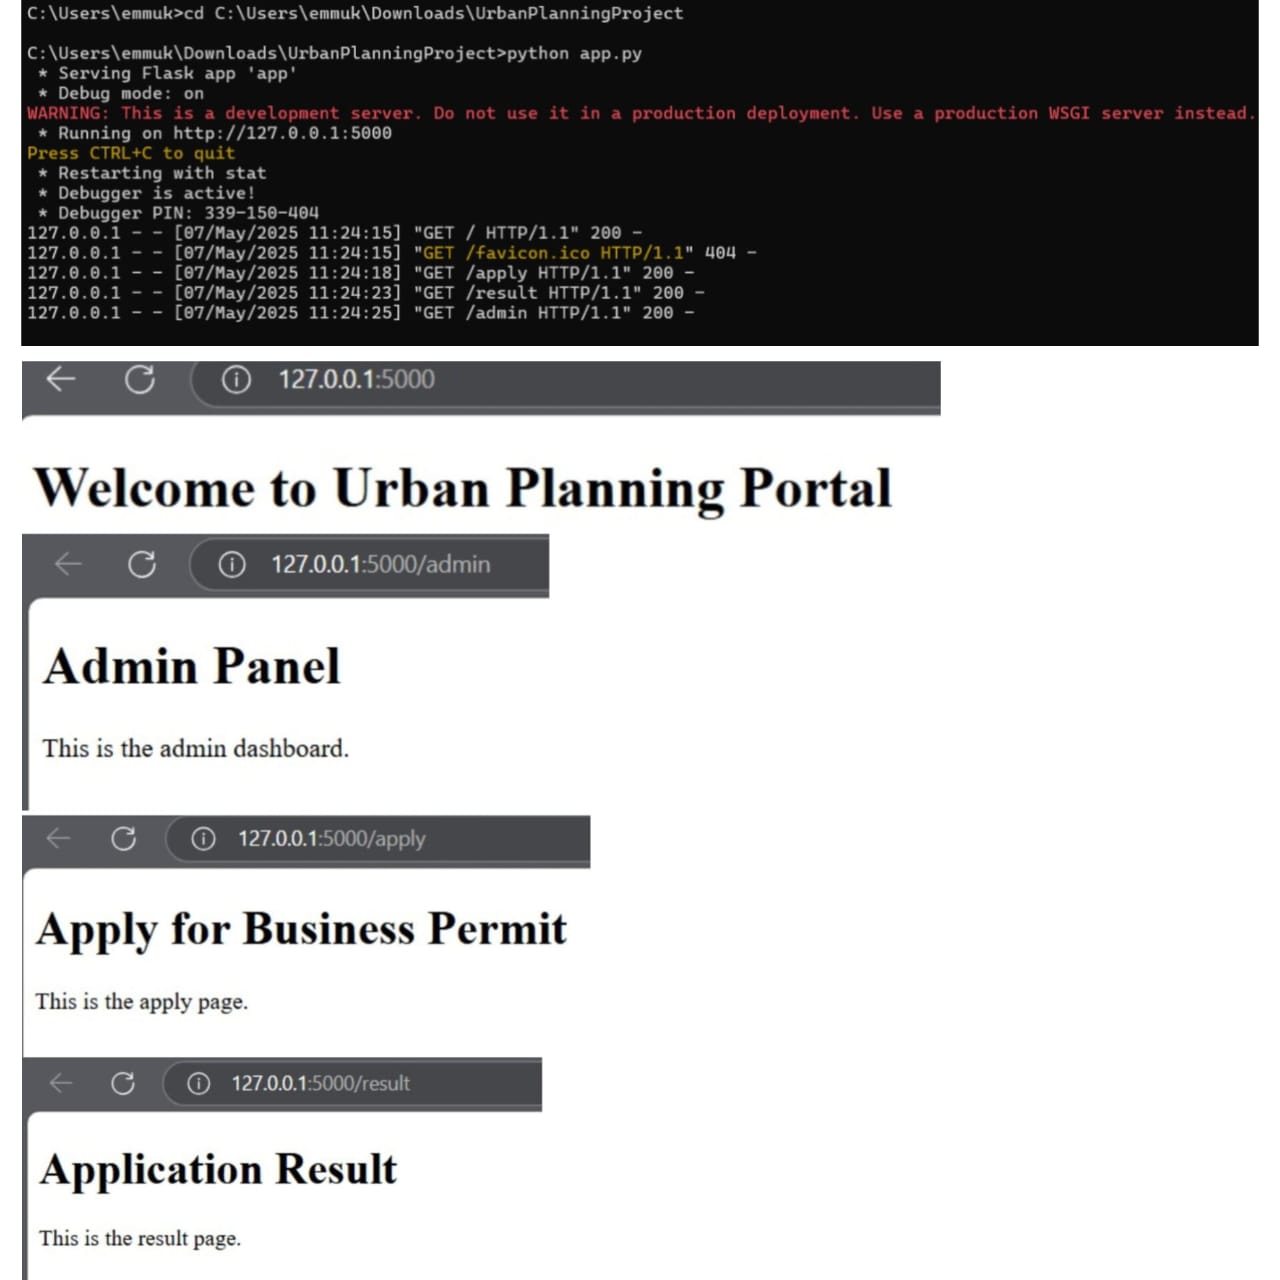 C:\Users\emmuk>cd C:\Users\emmuk\Downloads\UrbanPlanningProject
C:\Users\emmuk\Downloads\UrbanPlanningProject>python app.py
* Serving Flask app 'app'
* Debug mode: on
WARNING: This is a development server. Do not use it in a production deployment. Use a production WSGI server instead.
* Running on http://127.0.0.1:5000
Press CTRL+C to quit
* Restarting with stat
* Debugger is active!
* Debugger PIN: 339-150-404
127.0.0.1 - - [07/May/2025 11:24:15] "GET / HTTP/1.1" 200 -
127.0.0.1 - - [07/May/2025 11:24:15] "GET /favicon.ico HTTP/1.1" 404 -
127.0.0.1 - - [07/May/2025 11:24:18] "GET /apply HTTP/1.1" 200 -
127.0.0.1 - - [07/May/2025 11:24:23] "GET /result HTTP/1.1" 200 -
127.0.0.1 - - [07/May/2025 11:24:25] "GET /admin HTTP/1.1" 200 -
127.0.0.1:5000
Welcome to Urban Planning Portal
127.0.0.1:5000/admin
Admin Panel
This is the admin dashboard.
127.0.0.1:5000/apply
Apply for Business Permit
This is the apply page.
127.0.0.1:5000/result
Application Result
This is the result page.